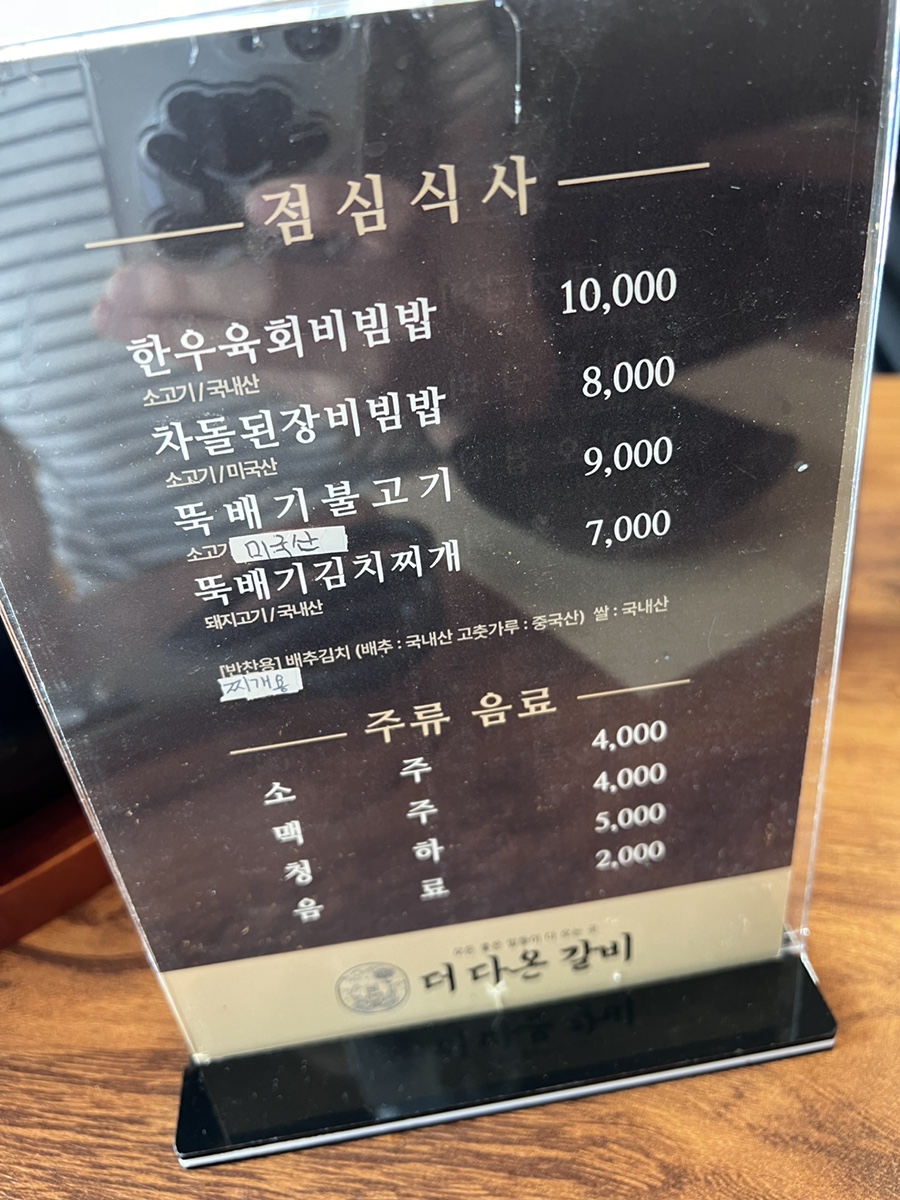 점심식사
한우육회비빔밥 10,000
소고기/국내산
차돌된장비빔밥 8,000
소고기/미국산
뚝배기불고기 9,000
소고기 미국산
뚝배기김치찌개 7,000
돼지고기/국내산
[반찬용] 배추김치 (배추 : 국내산 고춧가루 : 중국산) 쌀 : 국내산
찌개용
주류 음료
소주 4,000
맥주 4,000
청하 5,000
음료 2,000
더다온갈비